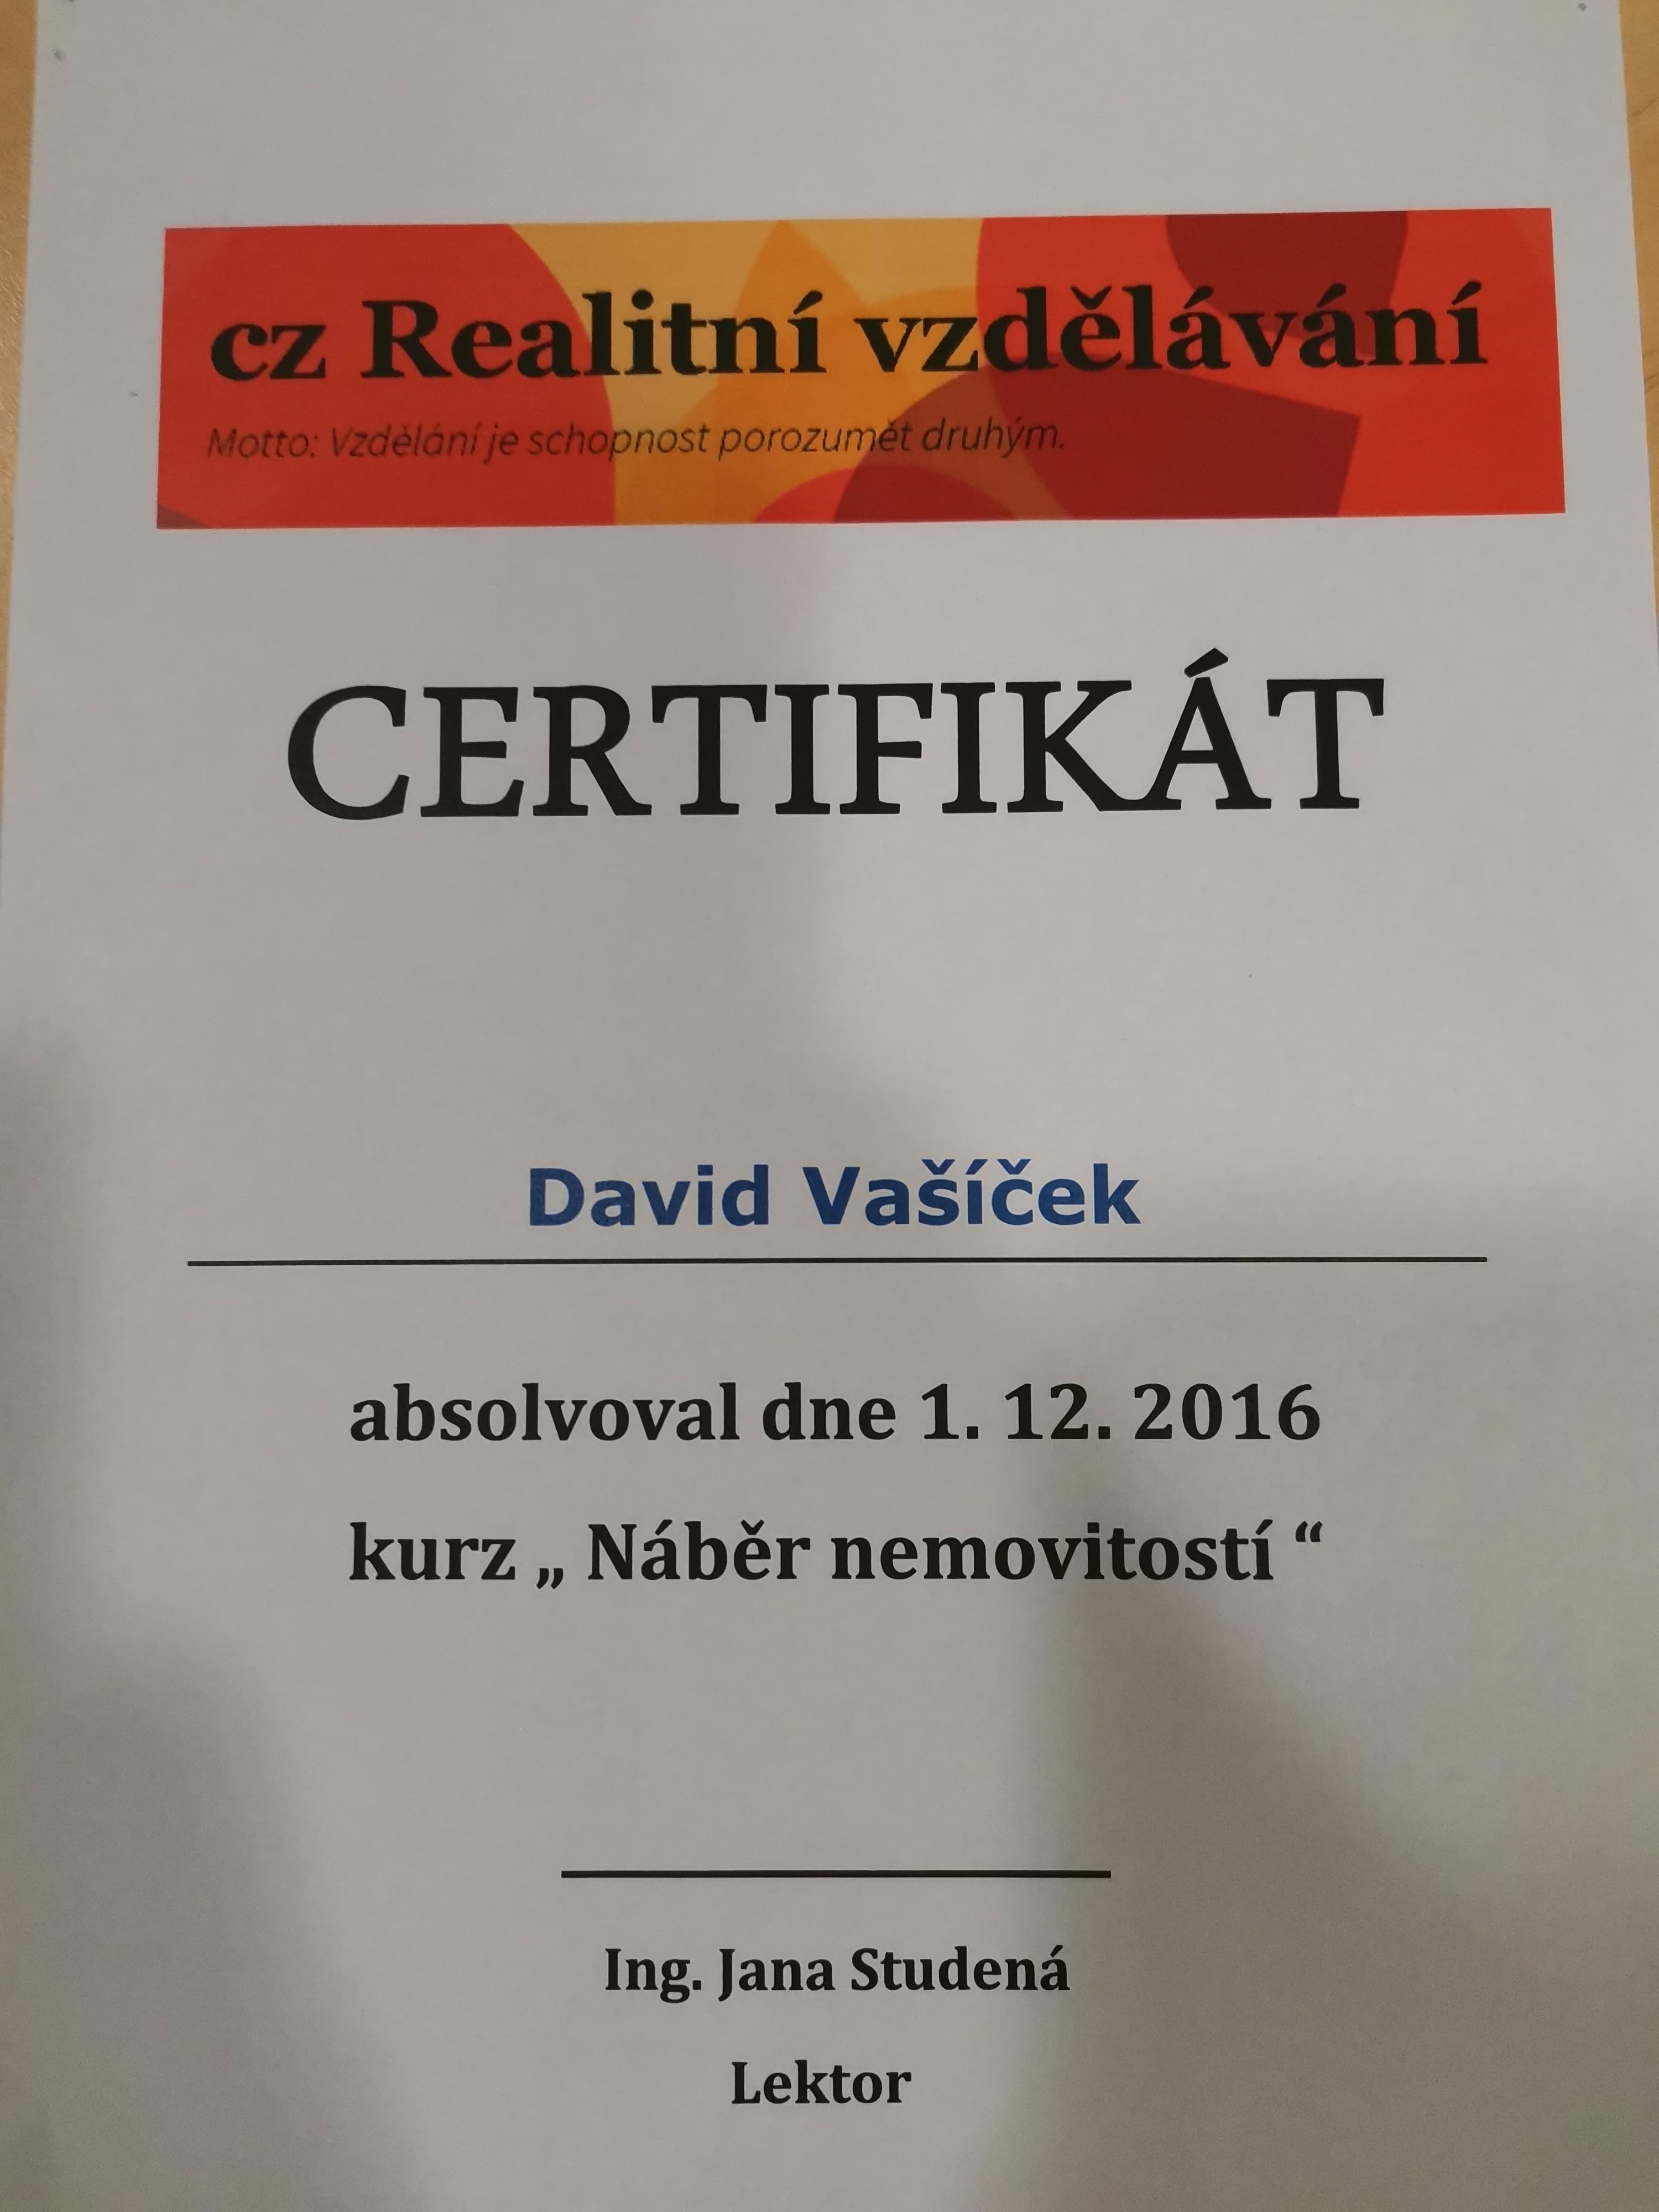 cz Realitní vzdělávání
Motto: Vzdělání je schopnost porozumět druhým.
CERTIFIKÁT
David Vašíček
absolvoval dne 1. 12. 2016
kurz „ Náběr nemovitostí “
Ing. Jana Studená
Lektor